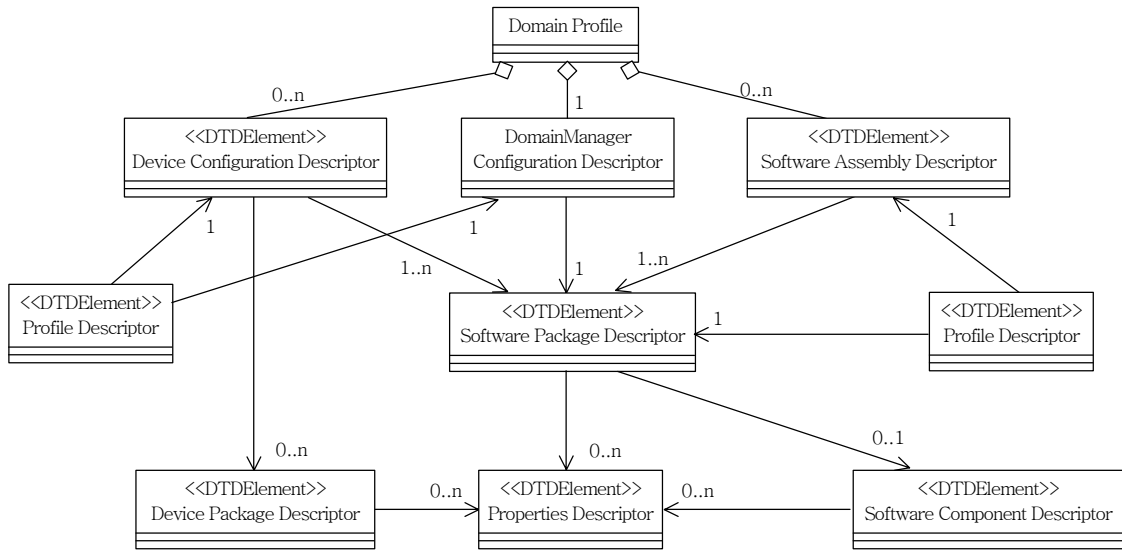 Domain Profile
0..n
1
0..n
<<DTDElement>>
Device Configuration Descriptor
DomainManager
Configuration Descriptor
<<DTDElement>>
Software Assembly Descriptor
1
1
1
1..n
1
1..n
<<DTDElement>>
Profile Descriptor
<<DTDElement>>
Software Package Descriptor
1
<<DTDElement>>
Profile Descriptor
0..n
0..n
0..1
<<DTDElement>>
Device Package Descriptor
0..n
<<DTDElement>>
Properties Descriptor
0..n
<<DTDElement>>
Software Component Descriptor